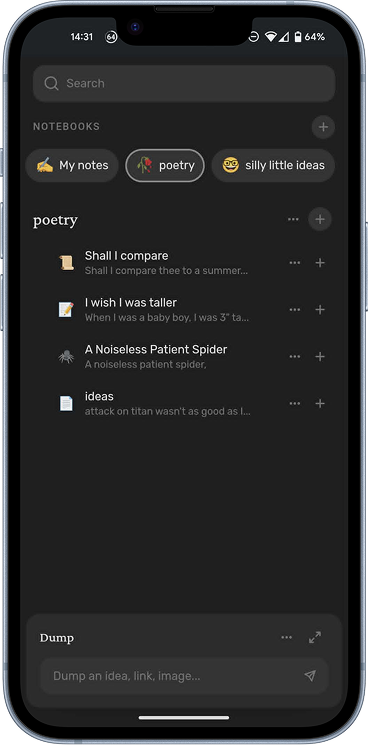 14:31 64 64%
Search
NOTEBOOKS
My notes poetry silly little ideas
poetry
Shall I compare
Shall I compare thee to a summer...
I wish I was taller
When I was a baby boy, I was 3" ta...
A Noiseless Patient Spider
A noiseless patient spider,
ideas
attack on titan wasn't as good as I...
Dump
Dump an idea, link, image...